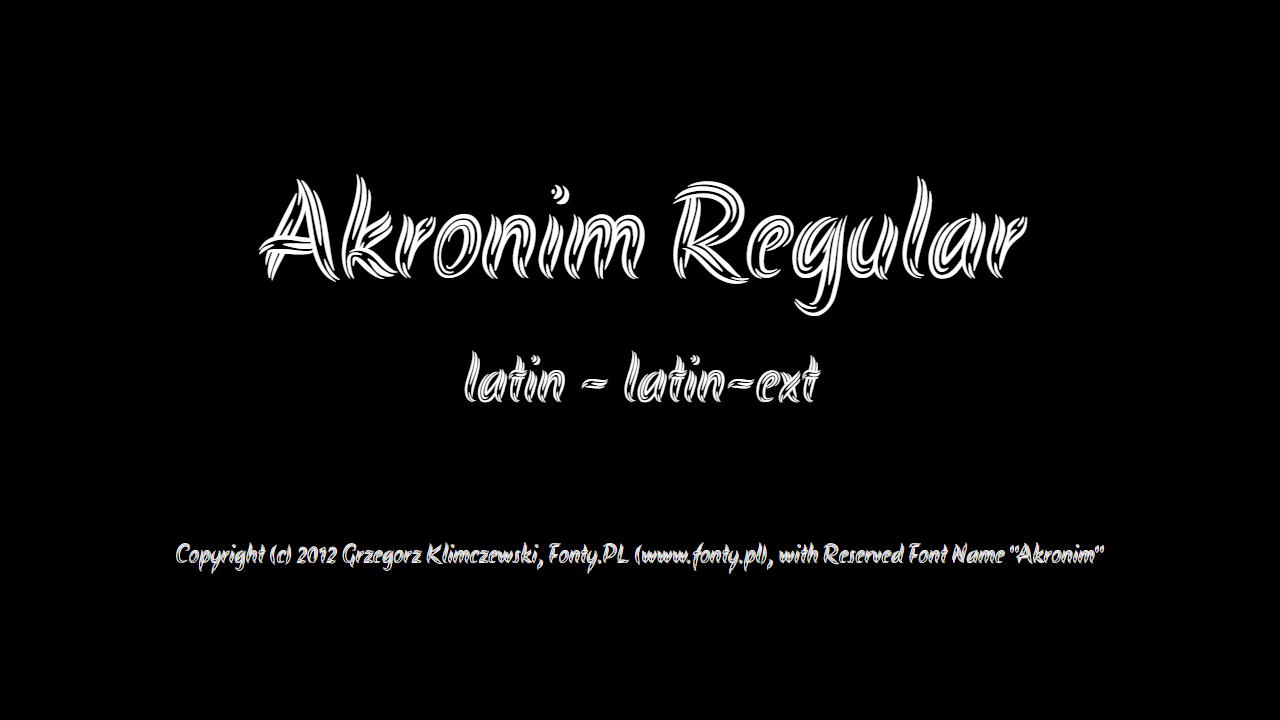 Akronim Regular
latin - latin-ext
Copyright (c) 2012 Grzegorz Klimczewski, Fonty.PL (www.fonty.pl), with Reserved Font Name "Akronim"